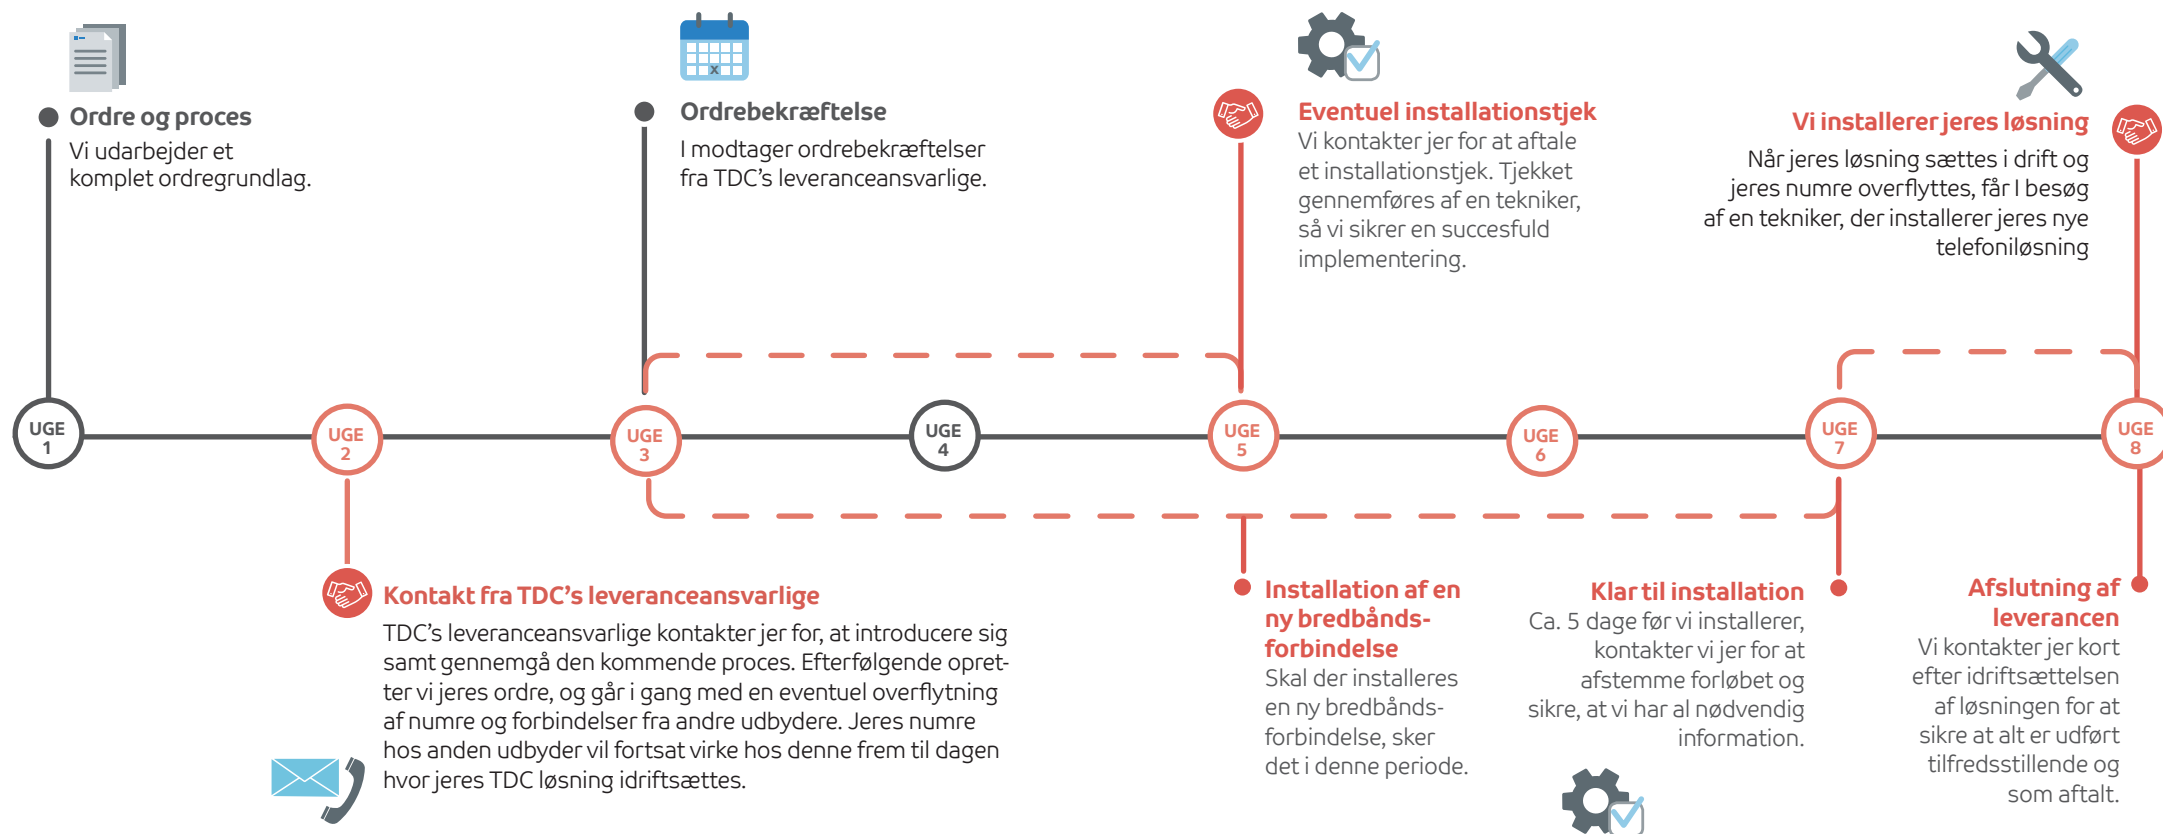 Ordre og proces
Vi udarbejder et
komplet ordregrundlag.
Ordrebekræftelse
I modtager ordrebekræftelser
fra TDC's leveranceansvarlige.
Eventuel installationstjek
Vi kontakter jer for at aftale
et installationstjek. Tjekket
gennemføres af en tekniker,
så vi sikrer en succesfuld
implementering.
Vi installerer jeres løsning
Når jeres løsning sættes i drift og
jeres numre overflyttes, får I besøg
af en tekniker, der installerer jeres nye
telefoniløsning
UGE
1
UGE
2
UGE
3
UGE
4
UGE
5
UGE
6
UGE
7
UGE
8
Kontakt fra TDC's leveranceansvarlige
TDC's leveranceansvarlige kontakter jer for, at introducere sig
samt gennemgå den kommende proces. Efterfølgende opret-
ter vi jeres ordre, og går i gang med en eventuel overflytning
af numre og forbindelser fra andre udbydere. Jeres numre
hos anden udbyder vil fortsat virke hos denne frem til dagen
hvor jeres TDC løsning idriftsættes.
Installation af en
ny bredbånds-
forbindelse
Skal der installeres
en ny bredbånds-
forbindelse, sker
det i denne periode.
Klar til installation
Ca. 5 dage før vi installerer,
kontakter vi jer for at
afstemme forløbet og
sikre, at vi har al nødvendig
information.
Afslutning af
leverancen
Vi kontakter jer kort
efter idriftsættelsen
af løsningen for at
sikre at alt er udført
tilfredsstillende og
som aftalt.